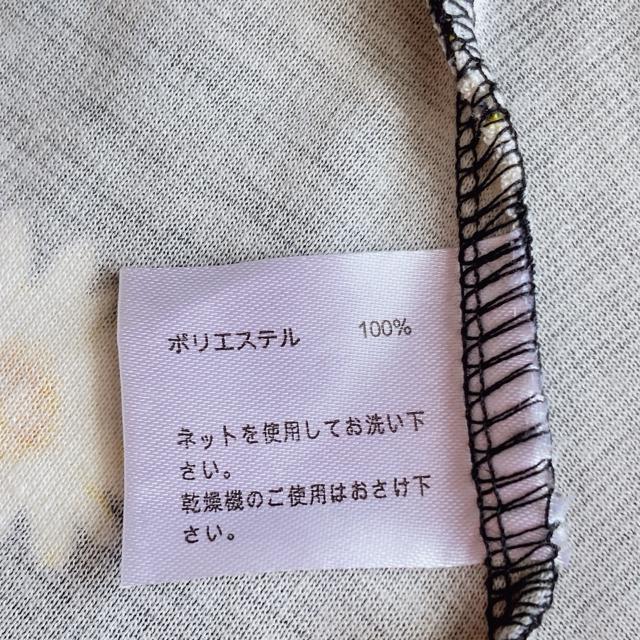 ポリエステル 100%
ネットを使用してお洗い下
さい。
乾燥機のご使用はおさけ下
さい。